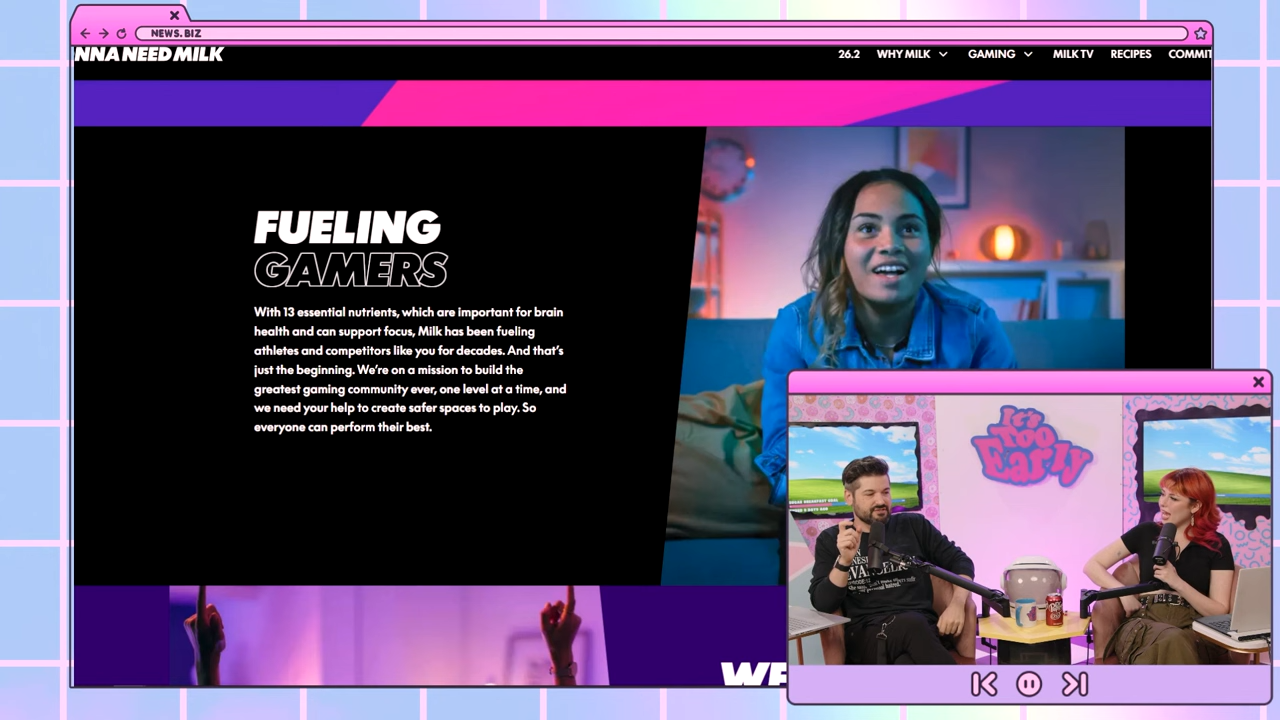 NEWS.BIZ
NNA NEED MILK
26.2 WHY MILK GAMING MILK TV RECIPES COMMIT
FUELING
GAMERS
With 13 essential nutrients, which are important for brain
health and can support focus, Milk has been fueling
athletes and competitors like you for decades. And that's
just the beginning. We're on a mission to build the
greatest gaming community ever, one level at a time, and
we need your help to create safer spaces to play. So
everyone can perform their best.
It's
Too
Early
WE